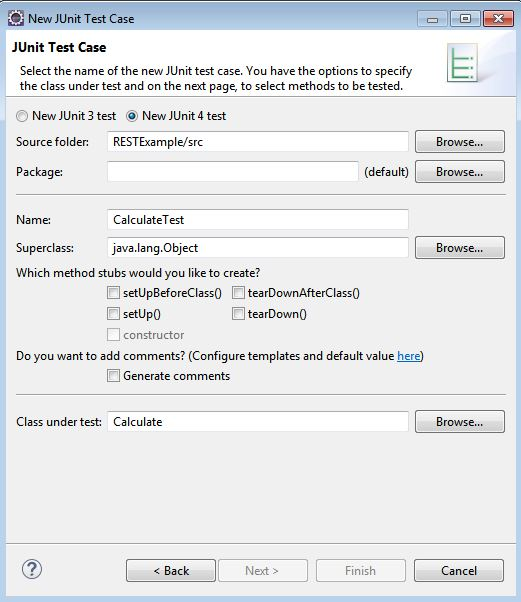 New JUnit Test Case
JUnit Test Case
Select the name of the new JUnit test case. You have the options to specify
the class under test and on the next page, to select methods to be tested.
New JUnit 3 test New JUnit 4 test
Source folder: RESTExample/src Browse...
Package: (default) Browse...
Name: CalculateTest
Superclass: java.lang.Object Browse...
Which method stubs would you like to create?
setUpBeforeClass() tearDownAfterClass()
setUp() tearDown()
constructor
Do you want to add comments? (Configure templates and default value here)
Generate comments
Class under test: Calculate Browse...
? < Back Next > Finish Cancel